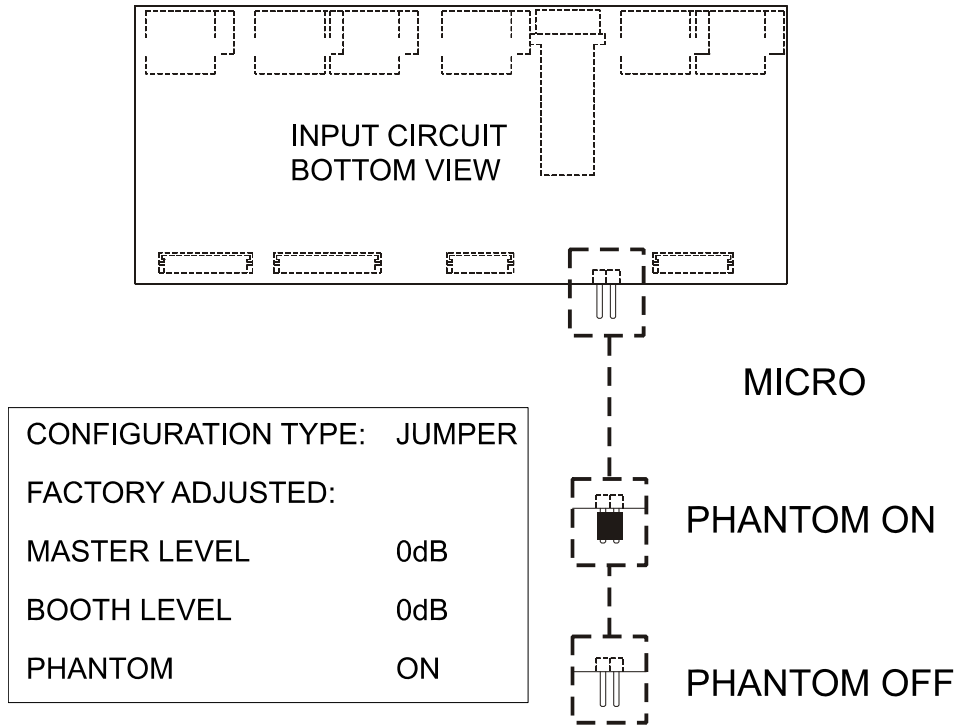 INPUT CIRCUIT
BOTTOM VIEW
MICRO
CONFIGURATION TYPE: JUMPER
FACTORY ADJUSTED:
MASTER LEVEL 0dB
BOOTH LEVEL 0dB
PHANTOM ON
PHANTOM ON
PHANTOM OFF